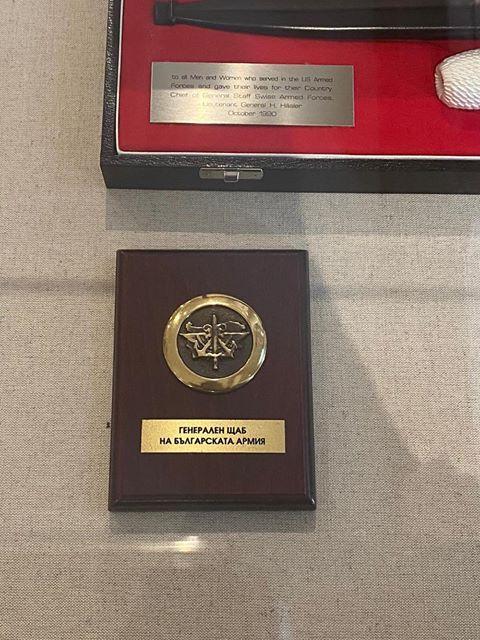 to all Men and Women who served in the US Armed
Forces and gave their lives for their Country
Chief of General Staff Swiss Armed Forces,
Lieutenant General H. Häsler
October 1990
ГЕНЕРАЛЕН ЩАБ
НА БЪЛГАРСКАТА АРМИЯ